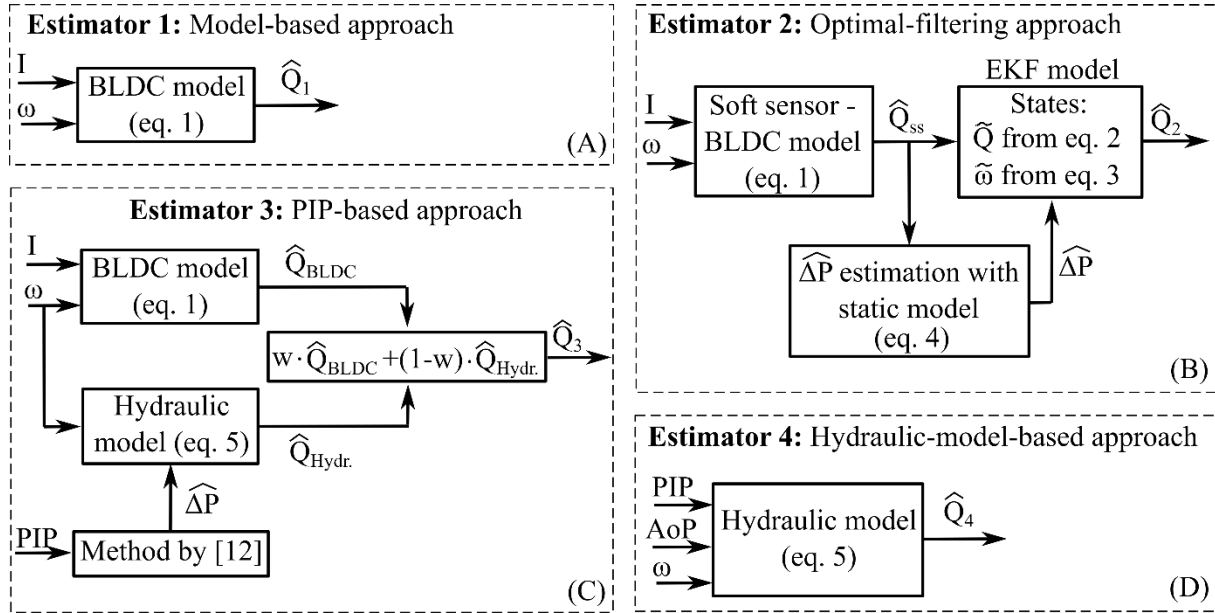 Estimator 1: Model-based approach
I
ω
BLDC model
(eq. 1)
Q̂₁
(A)
Estimator 2: Optimal-filtering approach
EKF model
I
ω
Soft sensor -
BLDC model
(eq. 1)
Q̂ss
States:
Q̃ from eq. 2
ω̃ from eq. 3
Q̂₂
ΔP̂ estimation with
static model
(eq. 4)
ΔP̂
(B)
Estimator 3: PIP-based approach
I
ω
BLDC model
(eq. 1)
Q̂BLDC
w·Q̂BLDC+(1-w)·Q̂Hydr.
Q̂₃
Hydraulic
model (eq. 5)
Q̂Hydr.
ΔP̂
PIP
Method by [12]
(C)
Estimator 4: Hydraulic-model-based approach
PIP
AoP
ω
Hydraulic model
(eq. 5)
Q̂₄
(D)